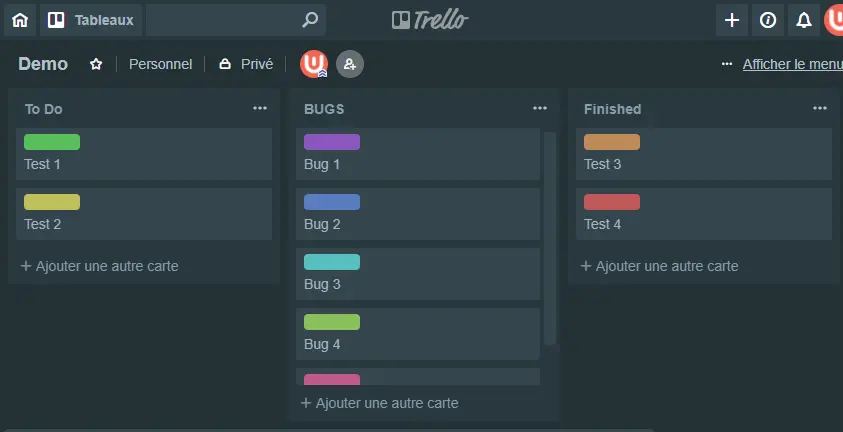 Tableaux
Trello
Demo Personnel Privé Afficher le menu
To Do
Test 1
Test 2
+ Ajouter une autre carte
BUGS
Bug 1
Bug 2
Bug 3
Bug 4
+ Ajouter une autre carte
Finished
Test 3
Test 4
+ Ajouter une autre carte